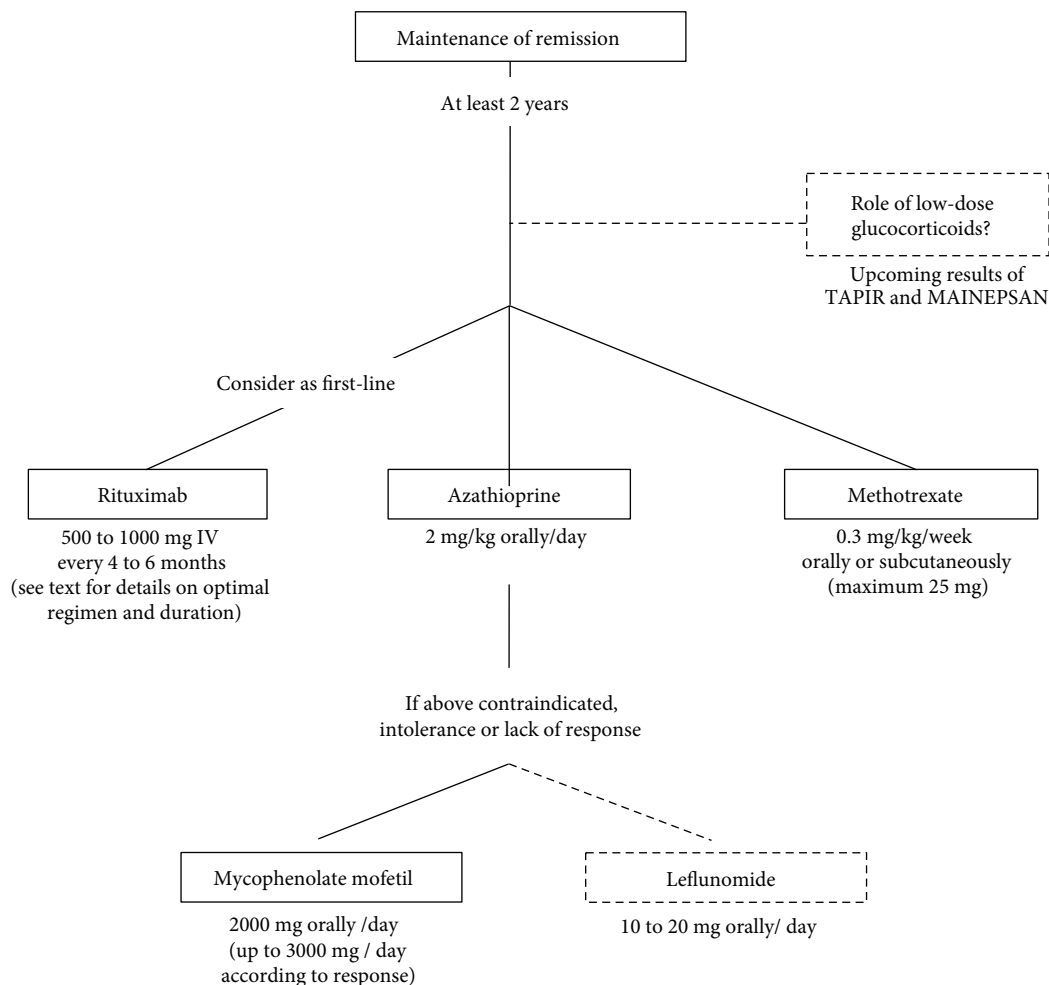 Maintenance of remission
At least 2 years
Role of low-dose
glucocorticoids?
Upcoming results of
TAPIR and MAINEPSAN
Consider as first-line
Rituximab
500 to 1000 mg IV
every 4 to 6 months
(see text for details on optimal
regimen and duration)
Azathioprine
2 mg/kg orally/day
Methotrexate
0.3 mg/kg/week
orally or subcutaneously
(maximum 25 mg)
If above contraindicated,
intolerance or lack of response
Mycophenolate mofetil
2000 mg orally /day
(up to 3000 mg / day
according to response)
Leflunomide
10 to 20 mg orally/ day